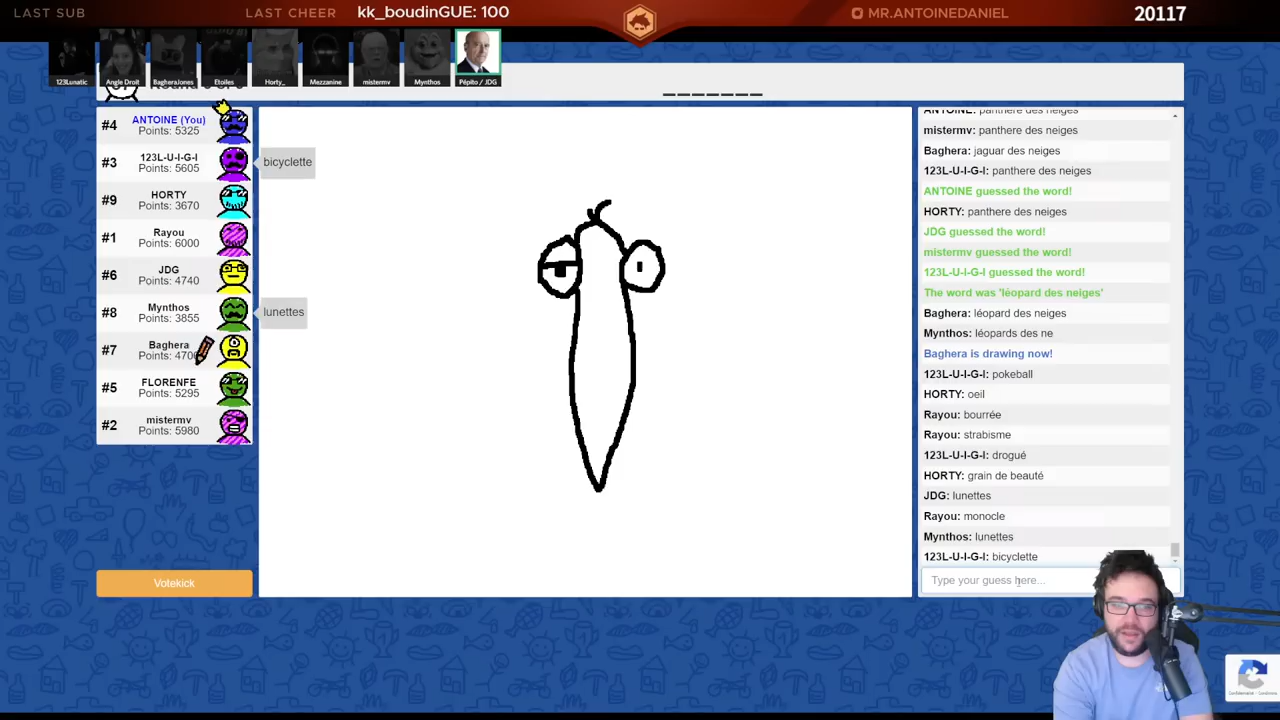 LAST SUB
LAST CHEER
kk_boudinGUE: 100
MR.ANTOINEDANIEL
20117
123Lunatic
Angle Droit
BagheraJones
Etoiles
Horty_
Mezzanine
mistermv
Mynthos
Pépito / JDG
_______
#4 ANTOINE (You)
Points: 5325
#3 123L-U-I-G-I
Points: 5605
bicyclette
#9 HORTY
Points: 3670
#1 Rayou
Points: 6000
#6 JDG
Points: 4740
#8 Mynthos
Points: 3855
lunettes
#7 Baghera
#5 FLORENFE
Points: 5295
#2 mistermv
Points: 5980
Votekick
ANTOINE: panthere des neiges
mistermv: panthere des neiges
Baghera: jaguar des neiges
123L-U-I-G-I: panthere des neiges
ANTOINE guessed the word!
HORTY: panthere des neiges
JDG guessed the word!
mistermv guessed the word!
123L-U-I-G-I guessed the word!
The word was 'léopard des neiges'
Baghera: léopard des neiges
Mynthos: léopards des ne
Baghera is drawing now!
123L-U-I-G-I: pokeball
HORTY: oeil
Rayou: bourrée
Rayou: strabisme
123L-U-I-G-I: drogué
HORTY: grain de beauté
JDG: lunettes
Rayou: monocle
Mynthos: lunettes
123L-U-I-G-I: bicyclette
Type your guess here...